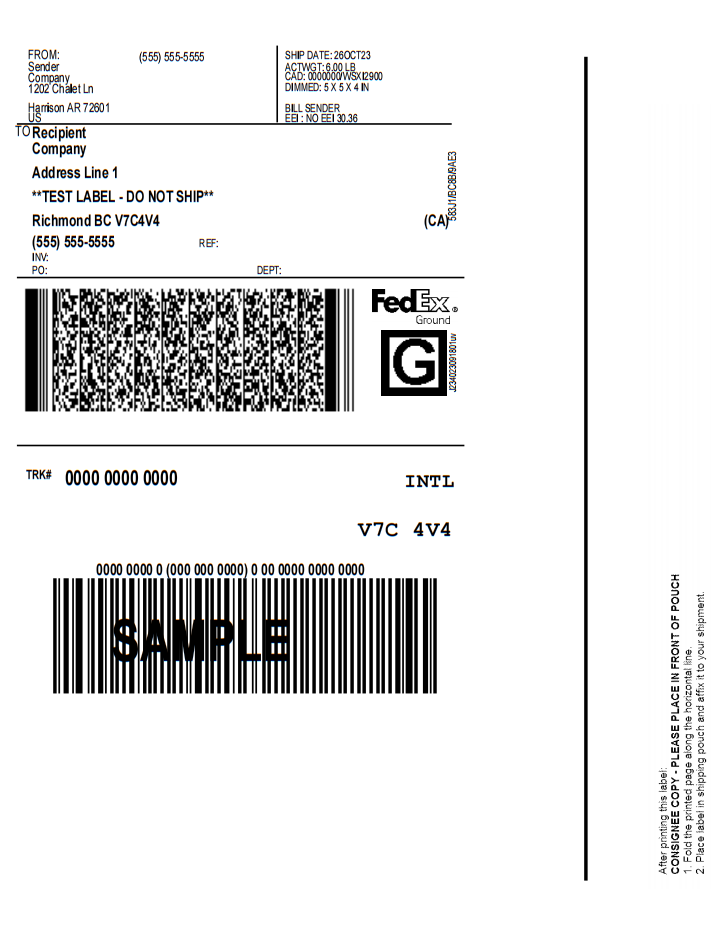 FROM: (555) 555-5555
Sender
Company
1202 Chalet Ln
Harrison AR 72601
US
SHIP DATE: 26OCT23
ACTWGT: 6.00 LB
CAD: 0000000/WSXI2900
DIMMED: 5 X 5 X 4 IN
BILL SENDER
EEI : NO EEI 30.36
TO Recipient
Company
Address Line 1
**TEST LABEL - DO NOT SHIP**
Richmond BC V7C4V4 (CA)
(555) 555-5555 REF:
INV:
PO: DEPT:
583J1/BC8B/9AE3
FedEx®
Ground
G
J234023091801uv
TRK# 0000 0000 0000
INTL
V7C 4V4
0000 0000 0 (000 000 0000) 0 00 0000 0000 0000
SAMPLE
After printing this label:
CONSIGNEE COPY - PLEASE PLACE IN FRONT OF POUCH
1. Fold the printed page along the horizontal line.
2. Place label in shipping pouch and affix it to your shipment.